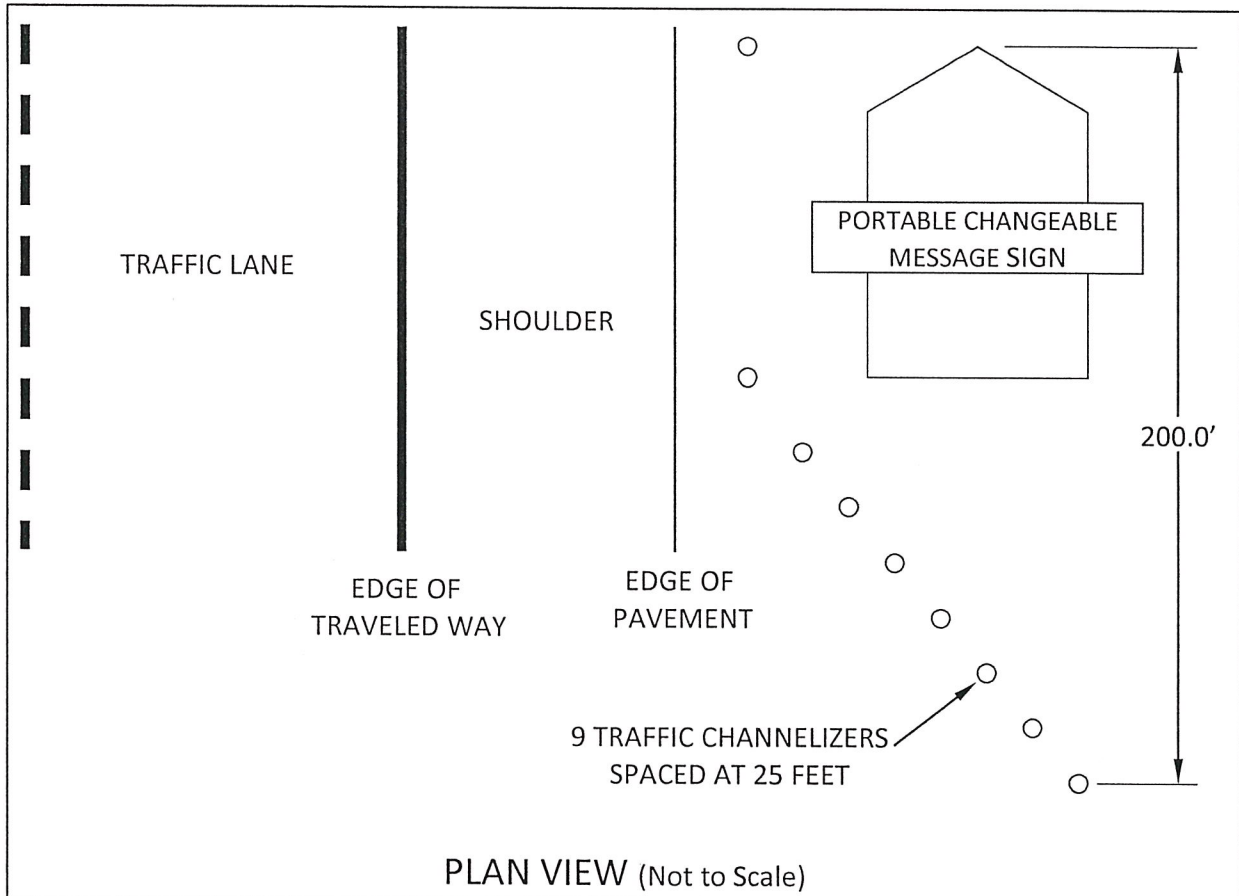 PORTABLE CHANGEABLE
MESSAGE SIGN
TRAFFIC LANE
SHOULDER
200.0'
EDGE OF
TRAVELED WAY
EDGE OF
PAVEMENT
9 TRAFFIC CHANNELIZERS
SPACED AT 25 FEET
PLAN VIEW (Not to Scale)